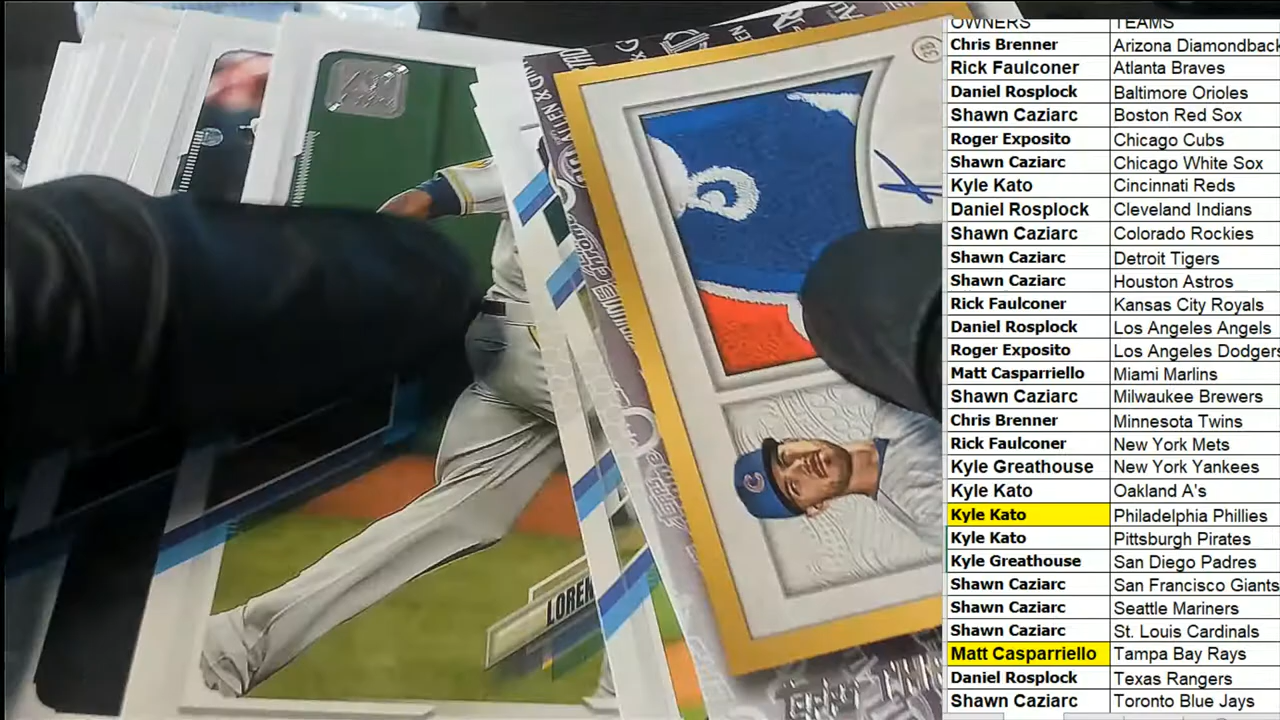 OWNERS TEAMS
Chris Brenner Arizona Diamondback
Rick Faulconer Atlanta Braves
Daniel Rosplock Baltimore Orioles
Shawn Caziarc Boston Red Sox
Roger Exposito Chicago Cubs
Shawn Caziarc Chicago White Sox
Kyle Kato Cincinnati Reds
Daniel Rosplock Cleveland Indians
Shawn Caziarc Colorado Rockies
Shawn Caziarc Detroit Tigers
Shawn Caziarc Houston Astros
Rick Faulconer Kansas City Royals
Daniel Rosplock Los Angeles Angels
Roger Exposito Los Angeles Dodgers
Matt Casparriello Miami Marlins
Shawn Caziarc Milwaukee Brewers
Chris Brenner Minnesota Twins
Rick Faulconer New York Mets
Kyle Greathouse New York Yankees
Kyle Kato Oakland A's
Kyle Kato Philadelphia Phillies
Kyle Kato Pittsburgh Pirates
Kyle Greathouse San Diego Padres
Shawn Caziarc San Francisco Giants
Shawn Caziarc Seattle Mariners
Shawn Caziarc St. Louis Cardinals
Matt Casparriello Tampa Bay Rays
Daniel Rosplock Texas Rangers
Shawn Caziarc Toronto Blue Jays
LOREN
C